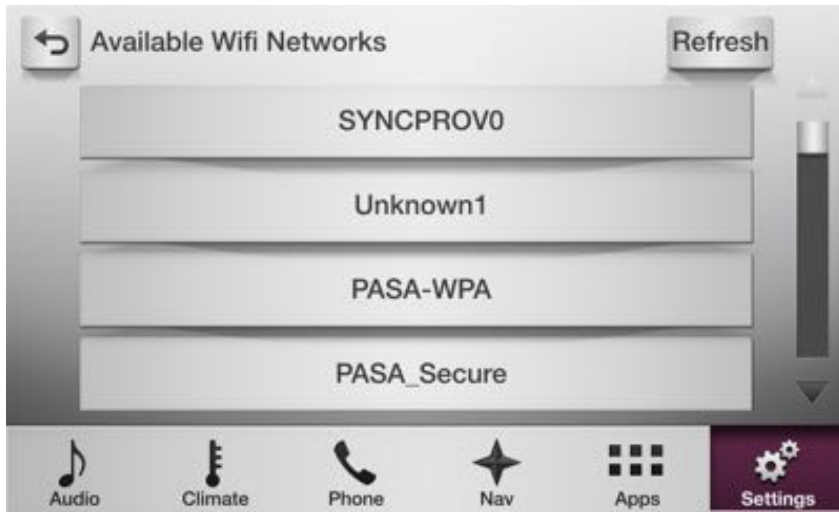 Available Wifi Networks
Refresh
SYNCPROV0
Unknown1
PASA-WPA
PASA_Secure
Audio
Climate
Phone
Nav
Apps
Settings